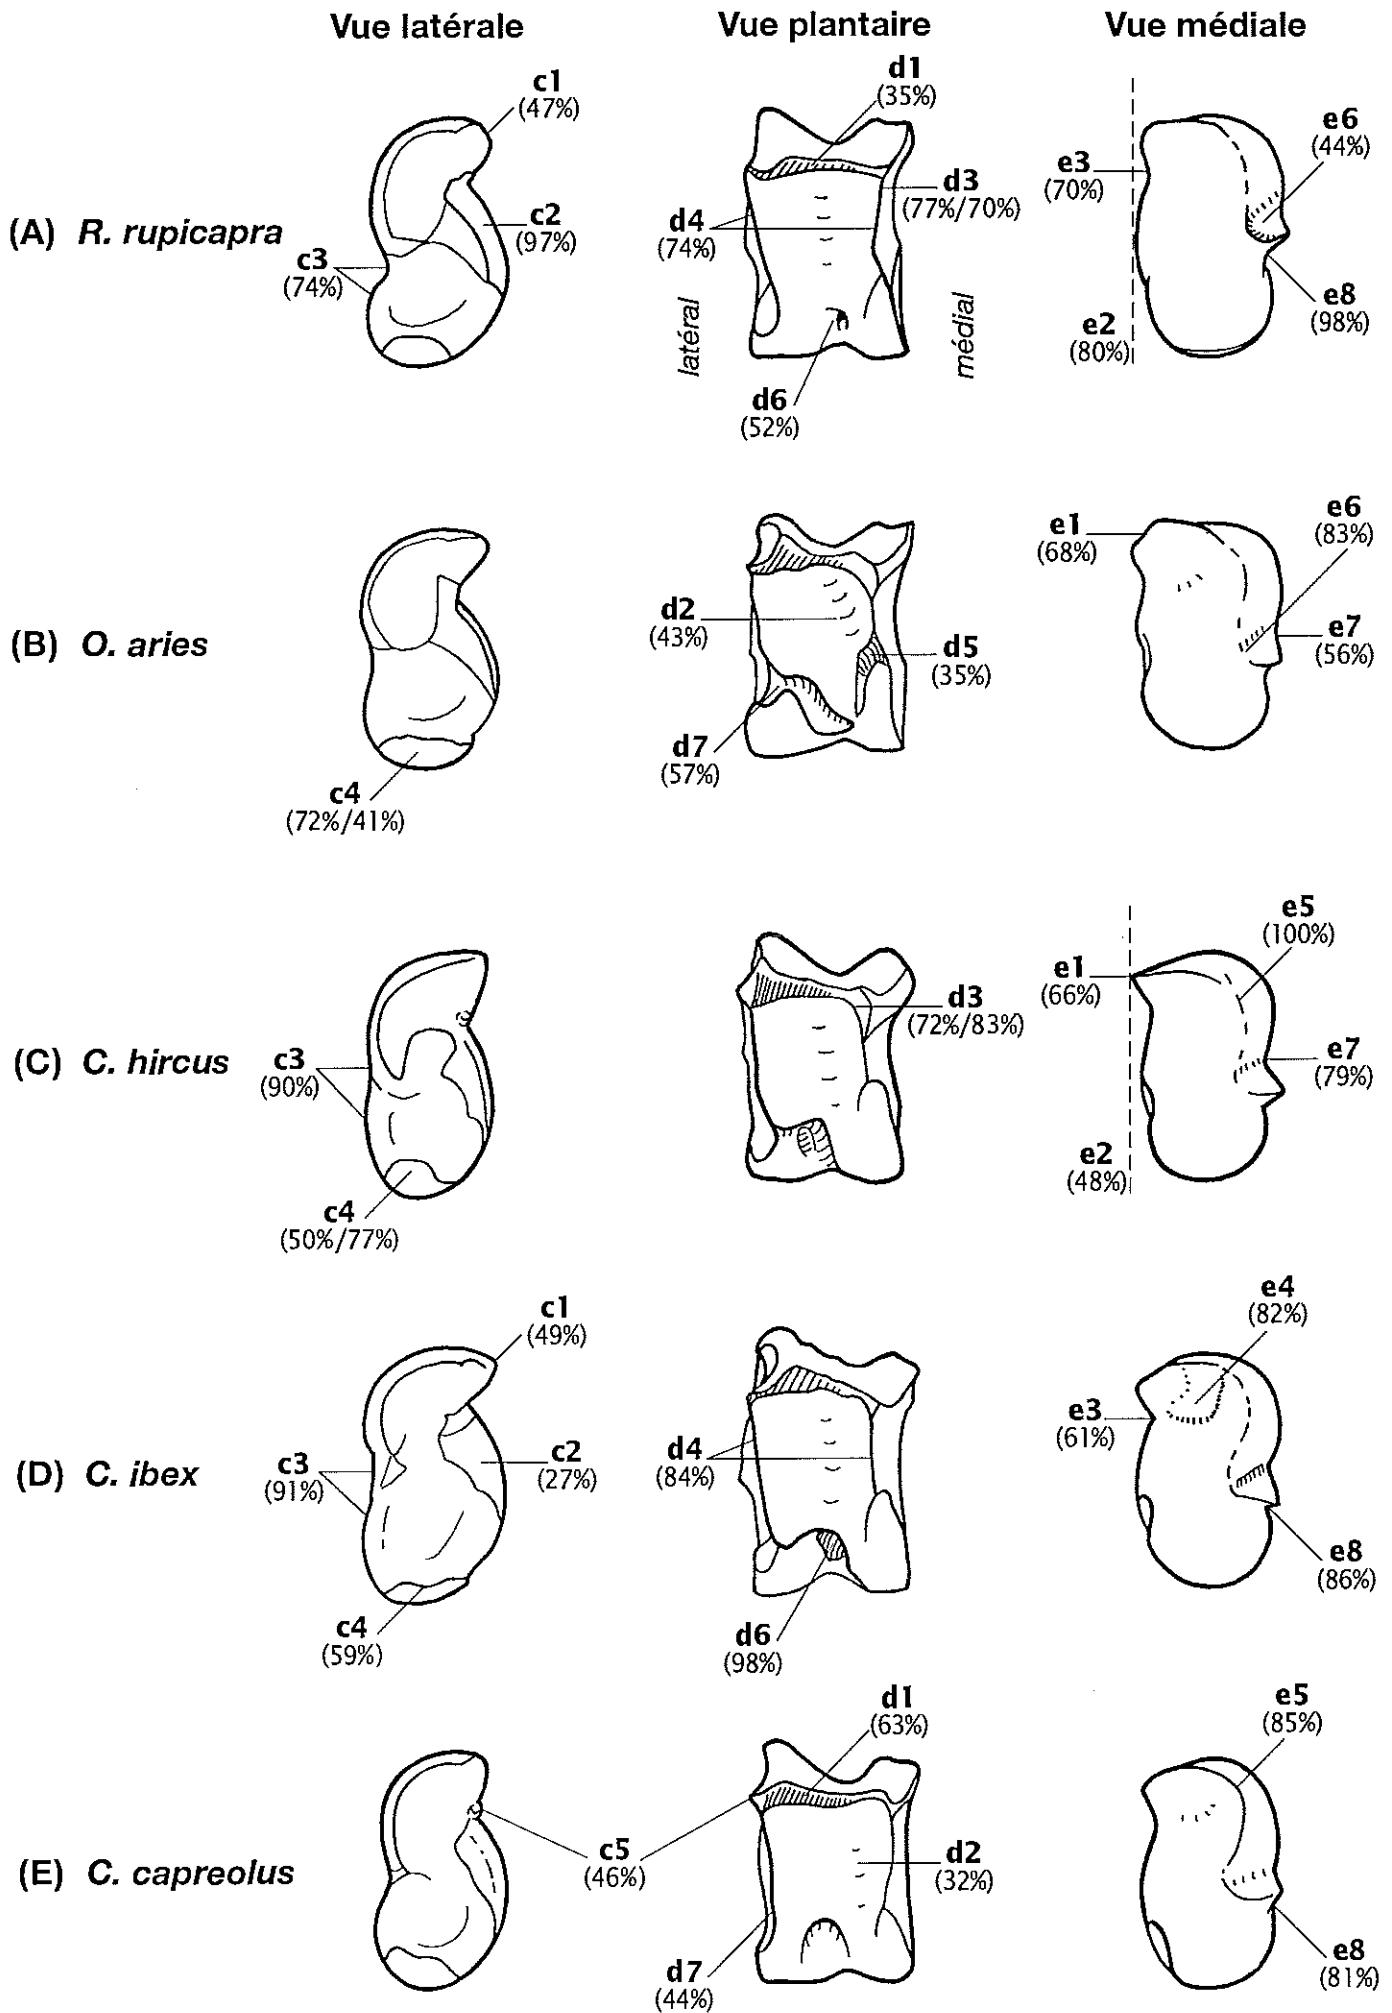 Vue latérale
Vue plantaire
Vue médiale
(A) R. rupicapra
c1
(47%)
c2
(97%)
c3
(74%)
d1
(35%)
d3
(77%/70%)
d4
(74%)
latéral
médial
d6
(52%)
e6
(44%)
e3
(70%)
e8
(98%)
e2
(80%)
(B) O. aries
c4
(72%/41%)
d2
(43%)
d5
(35%)
d7
(57%)
e1
(68%)
e6
(83%)
e7
(56%)
(C) C. hircus
c3
(90%)
c4
(50%/77%)
d3
(72%/83%)
e5
(100%)
e1
(66%)
e7
(79%)
e2
(48%)
(D) C. ibex
c1
(49%)
c3
(91%)
c2
(27%)
c4
(59%)
d4
(84%)
d6
(98%)
e4
(82%)
e3
(61%)
e8
(86%)
(E) C. capreolus
c5
(46%)
d1
(63%)
d2
(32%)
d7
(44%)
e5
(85%)
e8
(81%)